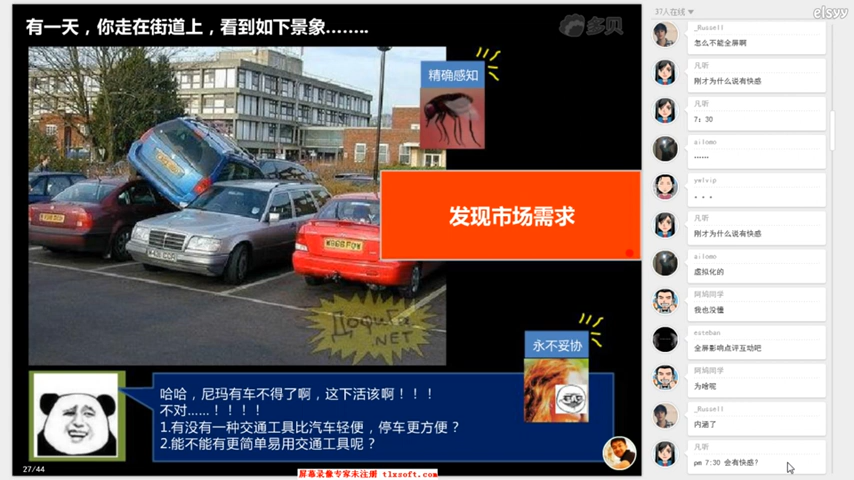 有一天，你走在街道上，看到如下景象........
多贝
精确感知
发现市场需求
Дофига
.NET
永不妥协
哈哈，尼玛有车不得了啊，这下活该啊！！！
不对......！！！！
1.有没有一种交通工具比汽车轻便，停车更方便？
2.能不能有更简单易用交通工具呢？
27/44
屏幕录像专家未注册 tlxsoft.com
37人在线
elsyy
_Russell
怎么不能全屏啊
凡听
刚才为什么说有快感
凡听
7：30
ailomo
......
ymlvip
。。。
凡听
刚才为什么说有快感
ailomo
虚拟化的
阿姆同学
我也没懂
esteban
全屏影响点评互动吧
阿姆同学
为啥呢
_Russell
内涵了
凡听
pm 7:30 会有快感？